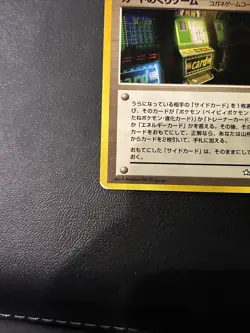 カードめくりゲーム
コガネゲームコー
card
うらになっている相手の「サイドカード」を1枚選
び、そのカードが「ポケモン(ベイビィポケモン・
たねポケモン・進化カード)」か「トレーナーカード」
か「エネルギーカード」かを答える。その後、その
カードをおもてにして、正解なら、あなたは山札
カードを2枚引いて、手札に加える。
おもてにした「サイドカード」は、そのままにして
おく。